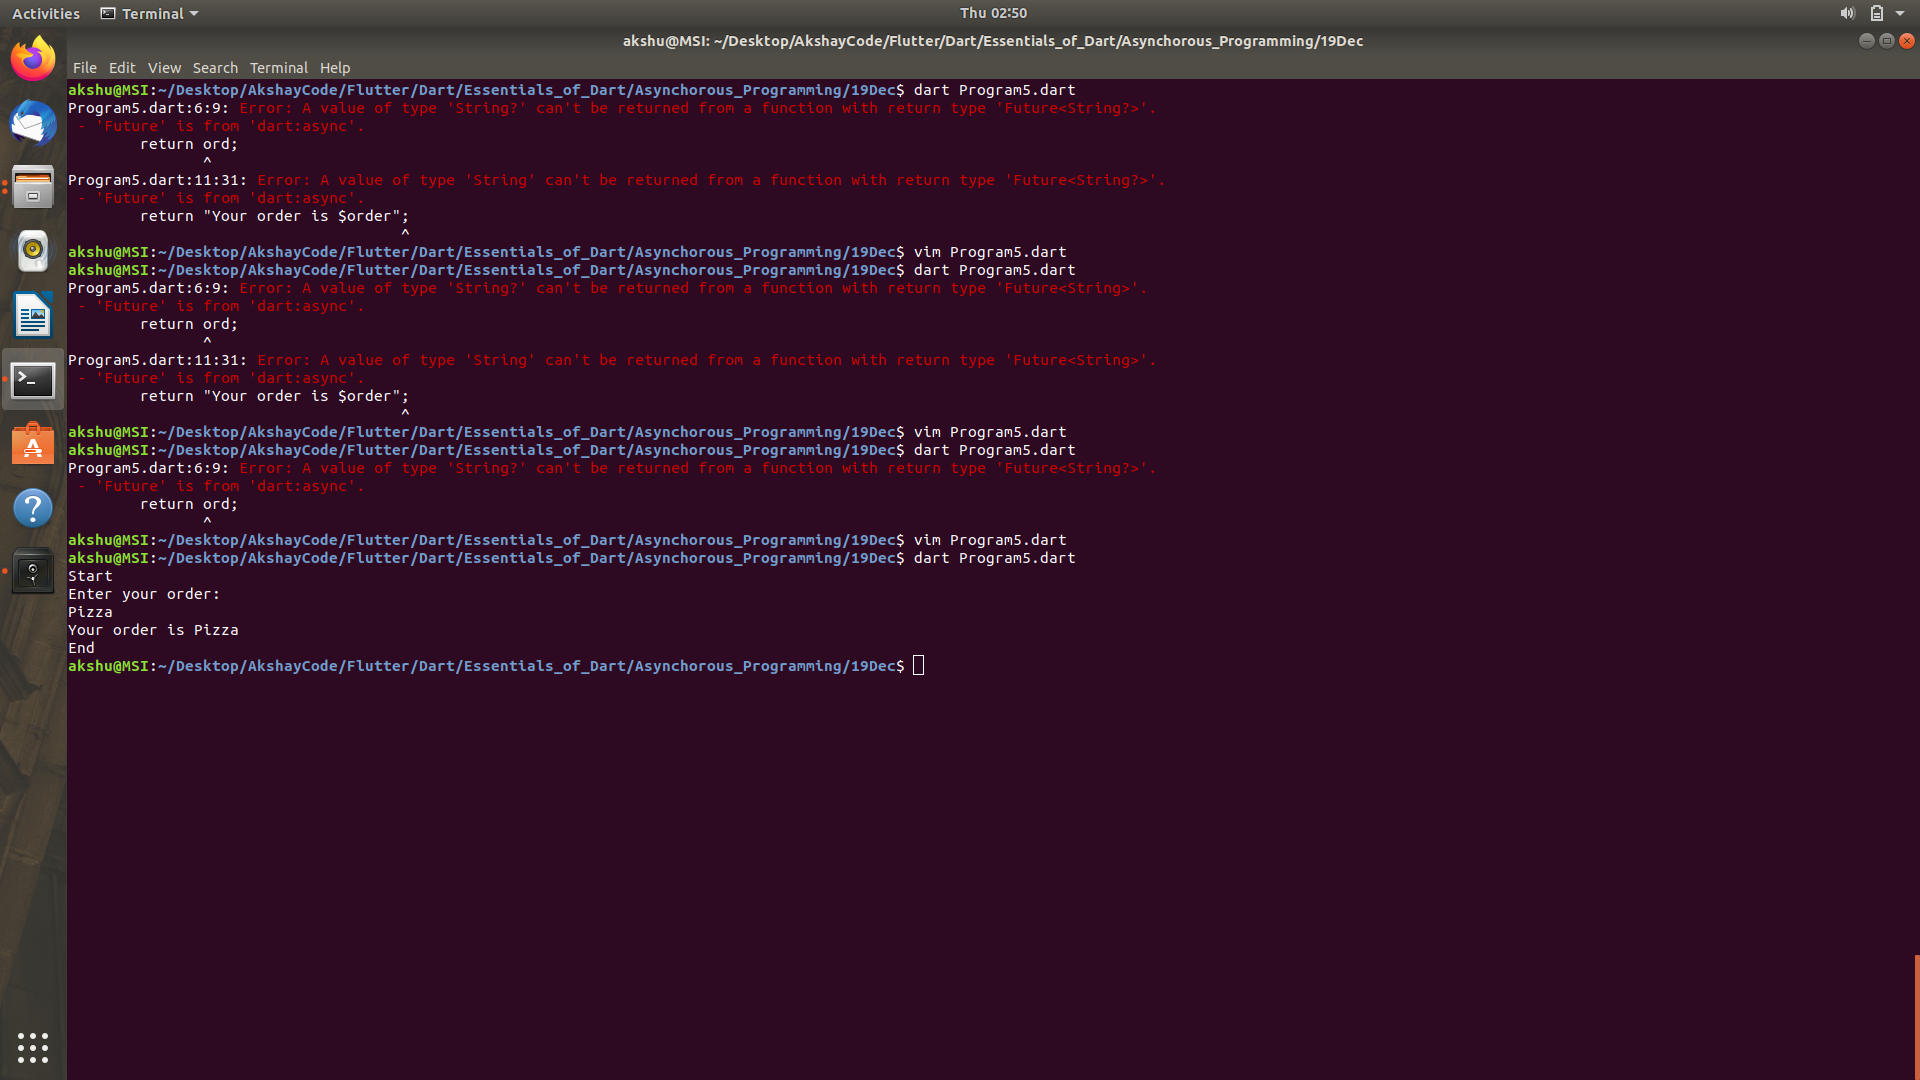 Activities Terminal Thu 02:50
akshu@MSI: ~/Desktop/AkshayCode/Flutter/Dart/Essentials_of_Dart/Asynchorous_Programming/19Dec
File Edit View Search Terminal Help
akshu@MSI:~/Desktop/AkshayCode/Flutter/Dart/Essentials_of_Dart/Asynchorous_Programming/19Dec$ dart Program5.dart
Program5.dart:6:9: Error: A value of type 'String?' can't be returned from a function with return type 'Future<String?>'.
 - 'Future' is from 'dart:async'.
        return ord;
               ^
Program5.dart:11:31: Error: A value of type 'String' can't be returned from a function with return type 'Future<String?>'.
 - 'Future' is from 'dart:async'.
        return "Your order is $order";
                                     ^
akshu@MSI:~/Desktop/AkshayCode/Flutter/Dart/Essentials_of_Dart/Asynchorous_Programming/19Dec$ vim Program5.dart
akshu@MSI:~/Desktop/AkshayCode/Flutter/Dart/Essentials_of_Dart/Asynchorous_Programming/19Dec$ dart Program5.dart
Program5.dart:6:9: Error: A value of type 'String?' can't be returned from a function with return type 'Future<String>'.
 - 'Future' is from 'dart:async'.
        return ord;
               ^
Program5.dart:11:31: Error: A value of type 'String' can't be returned from a function with return type 'Future<String>'.
 - 'Future' is from 'dart:async'.
        return "Your order is $order";
                                     ^
akshu@MSI:~/Desktop/AkshayCode/Flutter/Dart/Essentials_of_Dart/Asynchorous_Programming/19Dec$ vim Program5.dart
akshu@MSI:~/Desktop/AkshayCode/Flutter/Dart/Essentials_of_Dart/Asynchorous_Programming/19Dec$ dart Program5.dart
Program5.dart:6:9: Error: A value of type 'String?' can't be returned from a function with return type 'Future<String?>'.
 - 'Future' is from 'dart:async'.
        return ord;
               ^
akshu@MSI:~/Desktop/AkshayCode/Flutter/Dart/Essentials_of_Dart/Asynchorous_Programming/19Dec$ vim Program5.dart
akshu@MSI:~/Desktop/AkshayCode/Flutter/Dart/Essentials_of_Dart/Asynchorous_Programming/19Dec$ dart Program5.dart
Start
Enter your order:
Pizza
Your order is Pizza
End
akshu@MSI:~/Desktop/AkshayCode/Flutter/Dart/Essentials_of_Dart/Asynchorous_Programming/19Dec$